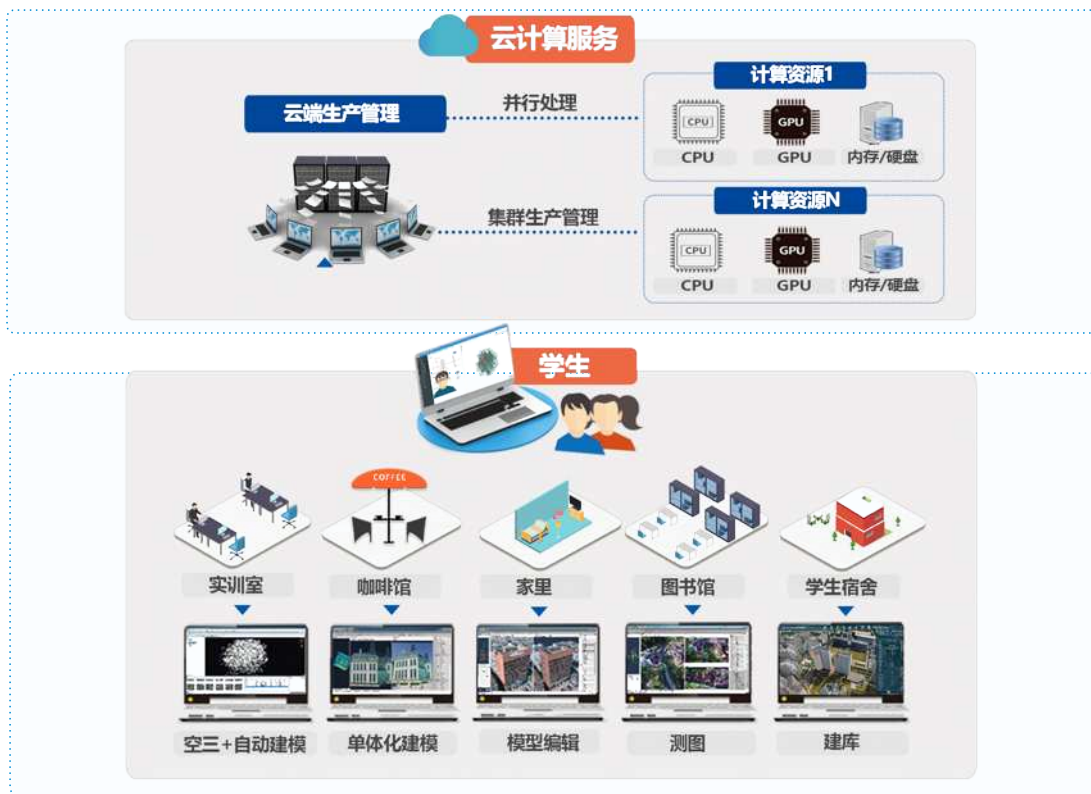 云计算服务
计算资源1
云端生产管理
并行处理
CPU
GPU
CPU
GPU
内存/硬盘
计算资源N
集群生产管理
CPU
GPU
CPU
GPU
内存/硬盘
学生
COFFEE
实训室
咖啡馆
家里
图书馆
学生宿舍
空三+自动建模
单体化建模
模型编辑
测图
建库